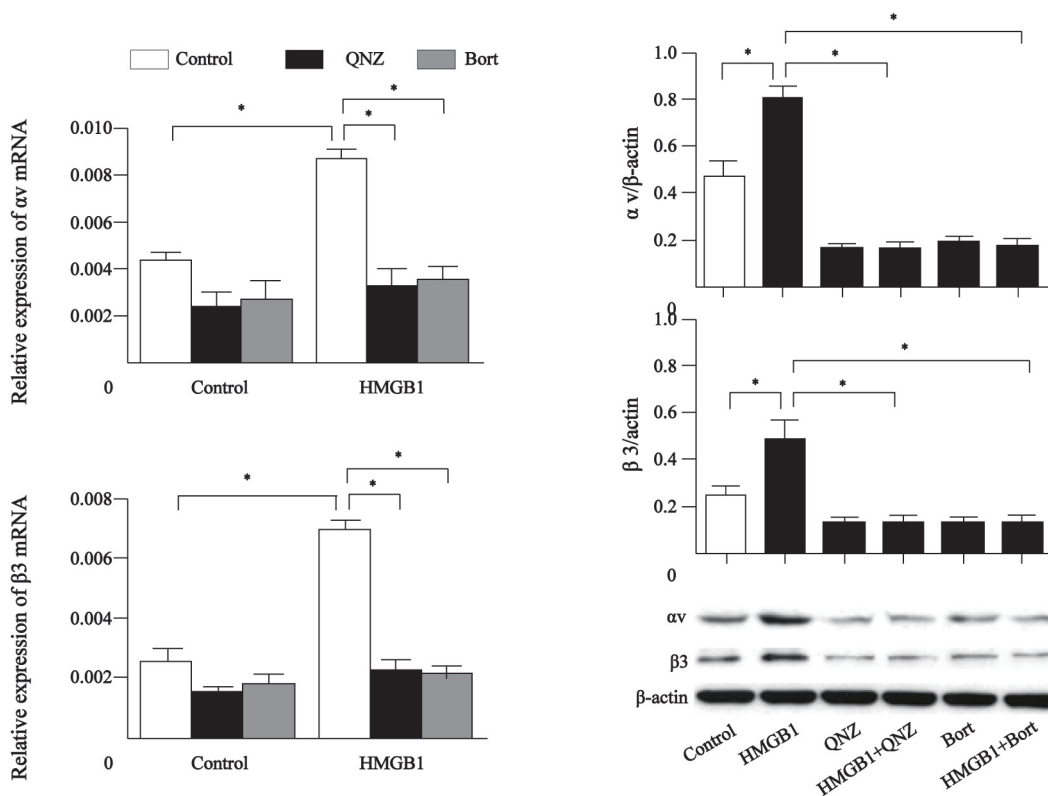 Control QNZ Bort
Relative expression of αv mRNA
0.010
0.008
0.006
0.004
0.002
0
* * *
Control HMGB1
Relative expression of β3 mRNA
0.008
0.006
0.004
0.002
0
* * *
Control HMGB1
α v/β-actin
1.0
0.8
0.6
0.4
0.2
0
* * *
β 3/actin
1.0
0.8
0.6
0.4
0.2
0
* * *
αv
β3
β-actin
Control HMGB1 QNZ HMGB1+QNZ Bort HMGB1+Bort